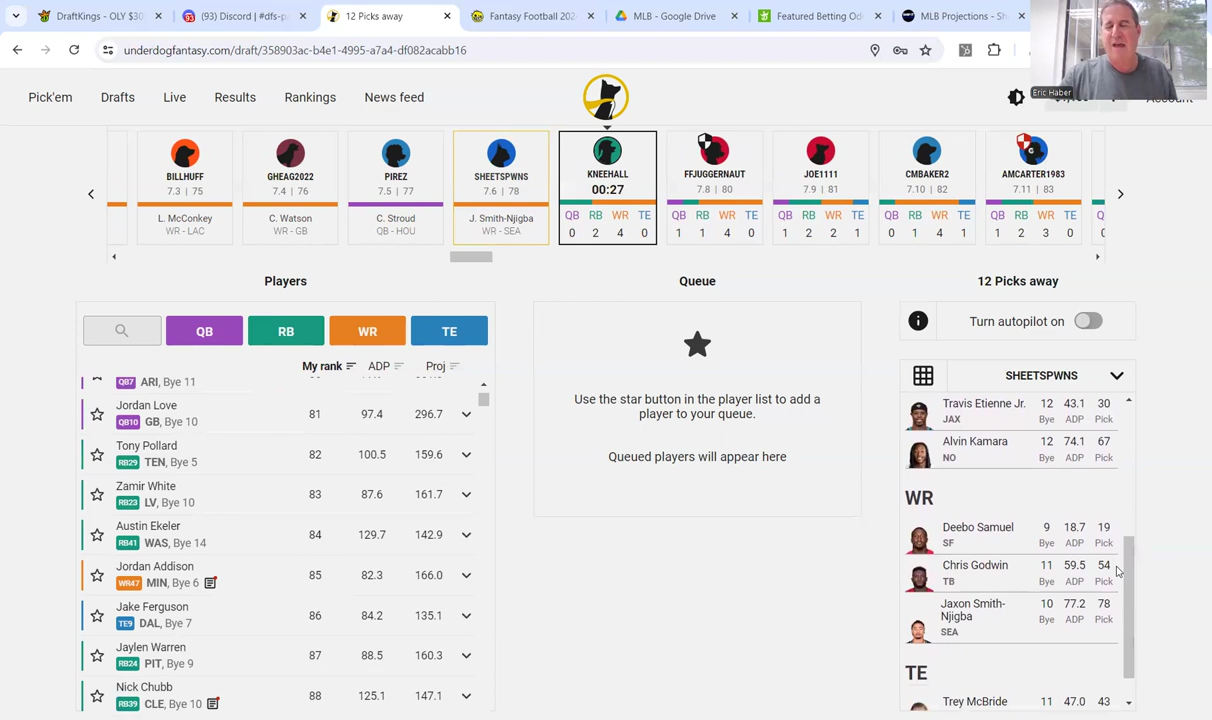 DraftKings - OLY $30
(93) Discord | #dfs-p
12 Picks away
Fantasy Football 202
MLB - Google Drive
Featured Betting Od
MLB Projections - Sh
underdogfantasy.com/draft/358903ac-b4e1-4995-a7a4-df082acabb16
Eric Haber
Pick'em
Drafts
Live
Results
Rankings
News feed
Account
BILLHUFF
7.3 | 75
L. McConkey
WR - LAC
GHEAG2022
7.4 | 76
C. Watson
WR - GB
PIREZ
7.5 | 77
C. Stroud
QB - HOU
SHEETSPWNS
7.6 | 78
J. Smith-Njigba
WR - SEA
KNEEHALL
00:27
QB RB WR TE
0 2 4 0
FFJUGGERNAUT
7.8 | 80
QB RB WR TE
1 1 4 0
JOE1111
7.9 | 81
QB RB WR TE
1 2 2 1
CMBAKER2
7.10 | 82
QB RB WR TE
0 1 4 1
AMCARTER1983
7.11 | 83
QB RB WR TE
1 2 3 0
Players
QB RB WR TE
My rank ADP Proj
QB7 ARI, Bye 11
Jordan Love
QB10 GB, Bye 10
81 97.4 296.7
Tony Pollard
RB29 TEN, Bye 5
82 100.5 159.6
Zamir White
RB23 LV, Bye 10
83 87.6 161.7
Austin Ekeler
RB41 WAS, Bye 14
84 129.7 142.9
Jordan Addison
WR47 MIN, Bye 6
85 82.3 166.0
Jake Ferguson
TE9 DAL, Bye 7
86 84.2 135.1
Jaylen Warren
RB24 PIT, Bye 9
87 88.5 160.3
Nick Chubb
RB39 CLE, Bye 10
88 125.1 147.1
Queue
Use the star button in the player list to add a
player to your queue.
Queued players will appear here
12 Picks away
Turn autopilot on
SHEETSPWNS
Travis Etienne Jr. 12 43.1 30
JAX Bye ADP Pick
Alvin Kamara 12 74.1 67
NO Bye ADP Pick
WR
Deebo Samuel 9 18.7 19
SF Bye ADP Pick
Chris Godwin 11 59.5 54
TB Bye ADP Pick
Jaxon Smith-
Njigba
10 77.2 78
Bye ADP Pick
SEA
TE
Trey McBride 11 47.0 43